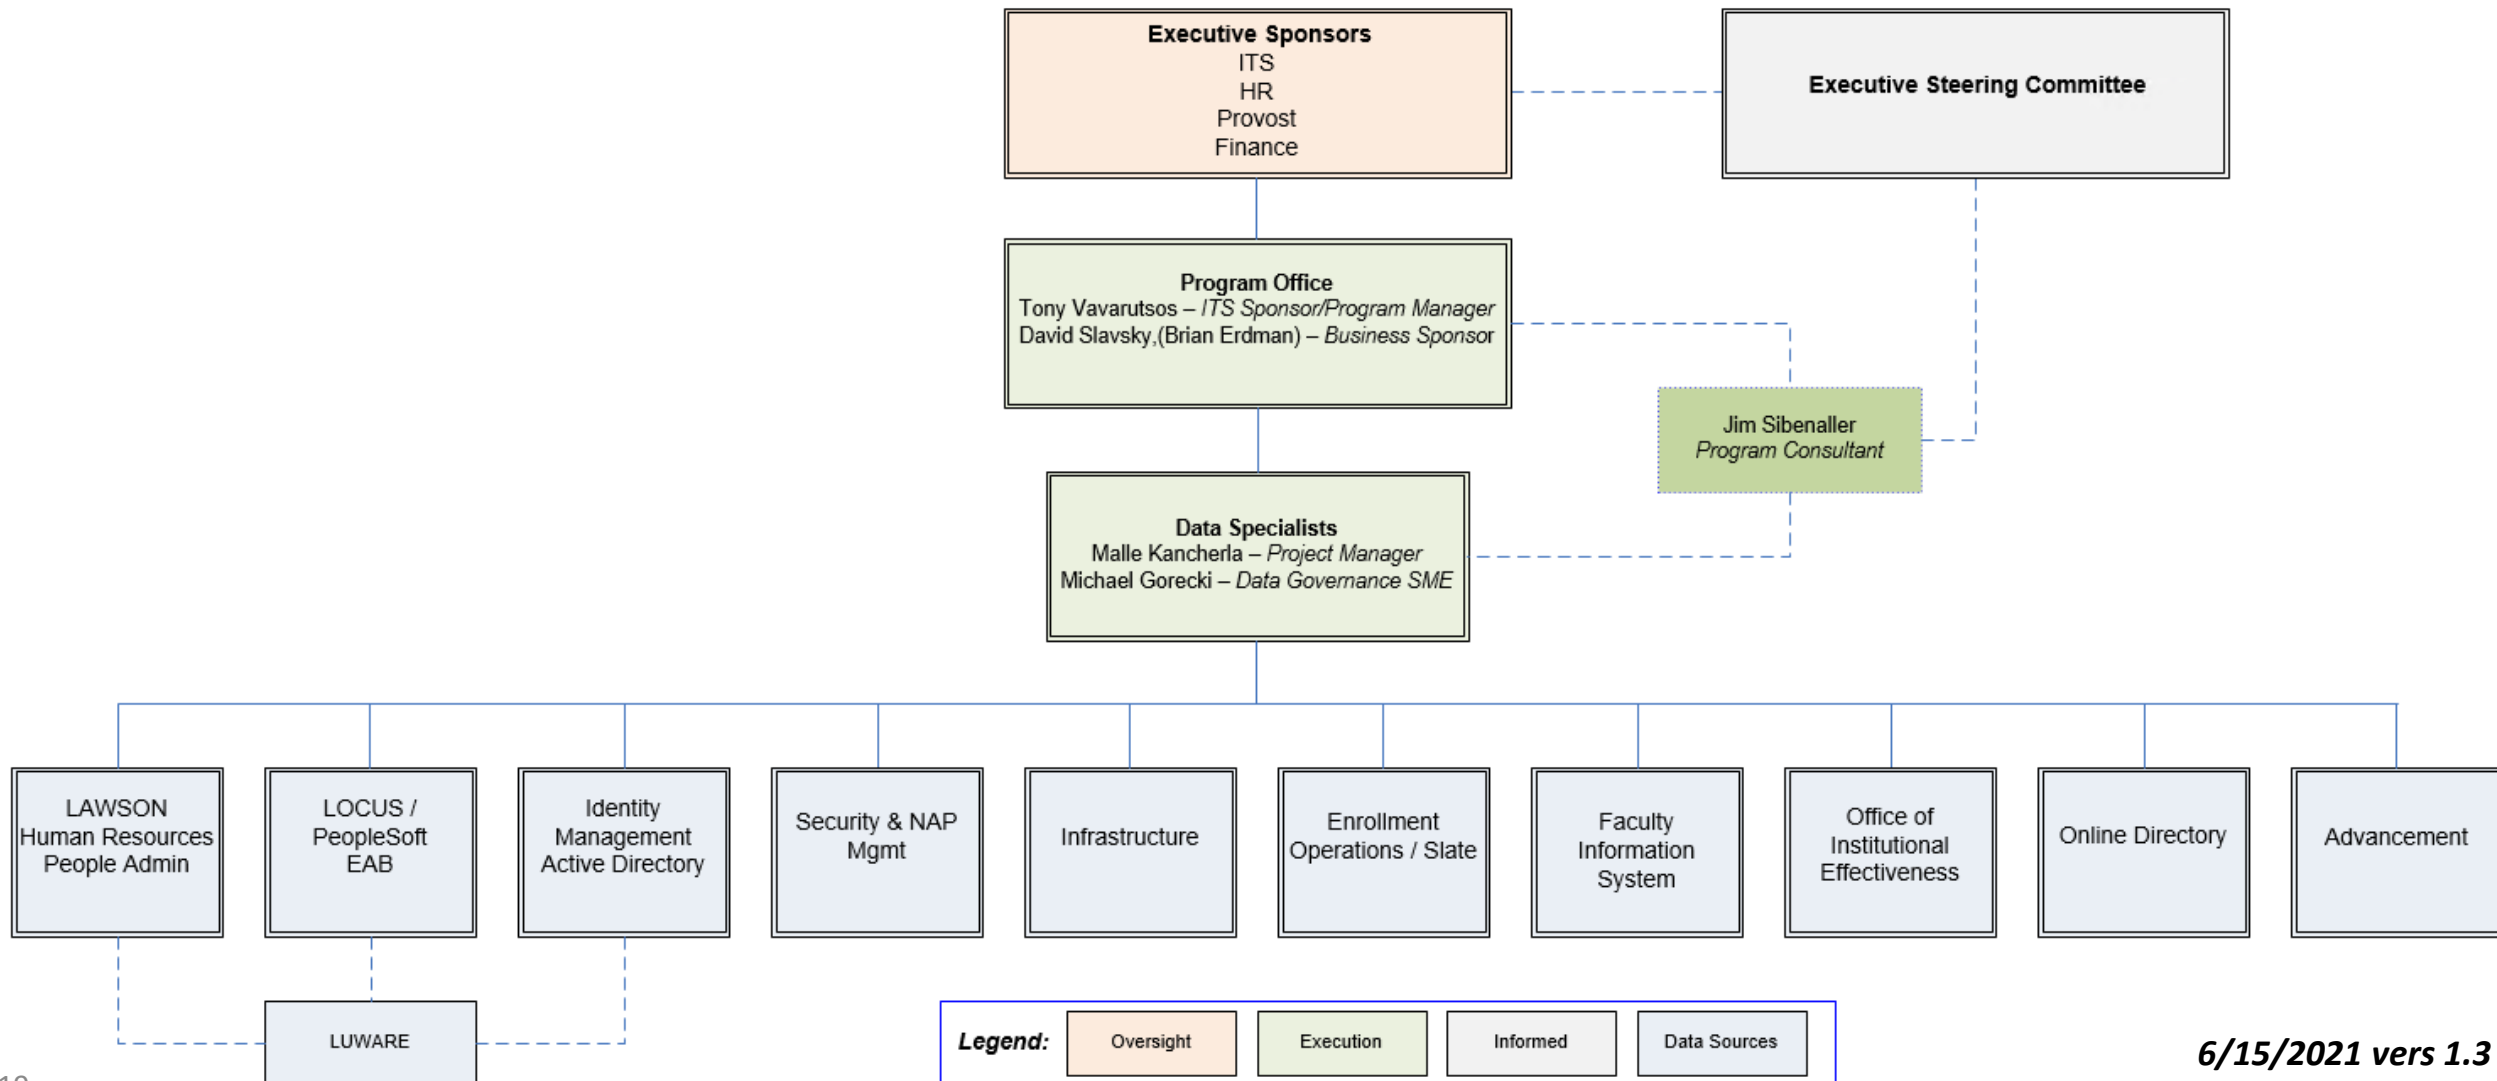 Executive Sponsors
ITS
HR
Provost
Finance
Executive Steering Committee
Program Office
Tony Vavarutsos – ITS Sponsor/Program Manager
David Slavsky,(Brian Erdman) – Business Sponsor
Jim Sibenaller
Program Consultant
Data Specialists
Malle Kancherla – Project Manager
Michael Gorecki – Data Governance SME
LAWSON
Human Resources
People Admin
LOCUS /
PeopleSoft
EAB
Identity
Management
Active Directory
Security & NAP
Mgmt
Infrastructure
Enrollment
Operations / Slate
Faculty
Information
System
Office of
Institutional
Effectiveness
Online Directory
Advancement
LUWARE
Legend:
Oversight
Execution
Informed
Data Sources
6/15/2021 vers 1.3